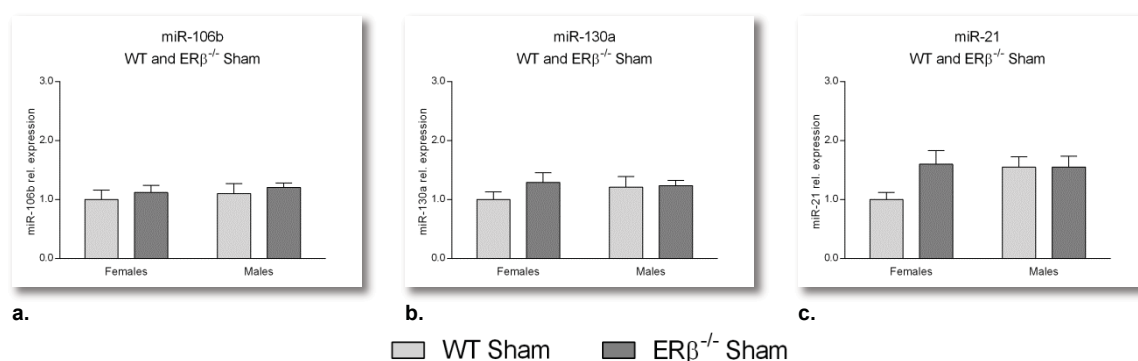 miR-106b
WT and ERβ-/- Sham
3.0
2.0
1.0
0.0
miR-106b rel. expression
Females
Males
a.
miR-130a
WT and ERβ-/- Sham
3.0
2.0
1.0
0.0
miR-130a rel. expression
Females
Males
b.
miR-21
WT and ERβ-/- Sham
3.0
2.0
1.0
0.0
miR-21 rel. expression
Females
Males
c.
WT Sham ERβ-/- Sham